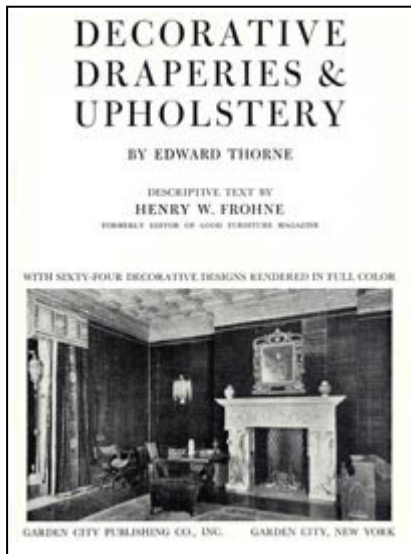 DECORATIVE
DRAPERIES &
UPHOLSTERY
BY EDWARD THORNE
DESCRIPTIVE TEXT BY
HENRY W. FROHNE
FORMERLY EDITOR OF GOOD FURNITURE MAGAZINE
WITH SIXTY-FOUR DECORATIVE DESIGNS RENDERED IN FULL COLOR
GARDEN CITY PUBLISHING CO., INC. GARDEN CITY, NEW YORK